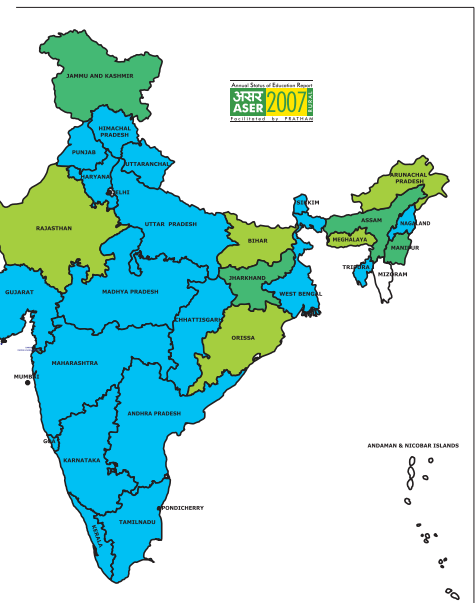 JAMMU AND KASHMIR
Annual Status of Education Report
असर
ASER
2007
RURAL
Facilitated by PRATHAM
HIMACHAL
PRADESH
PUNJAB
UTTARANCHAL
HARYANA
DELHI
ARUNACHAL
PRADESH
SIKKIM
RAJASTHAN
UTTAR PRADESH
ASSAM
NAGALAND
BIHAR
MEGHALAYA
MANIPUR
TRIPURA
MIZORAM
JHARKHAND
GUJARAT
MADHYA PRADESH
WEST BENGAL
CHHATTISGARH
ORISSA
MAHARASHTRA
MUMBAI
ANDHRA PRADESH
GOA
ANDAMAN & NICOBAR ISLANDS
KARNATAKA
PONDICHERRY
TAMILNADU
KERALA